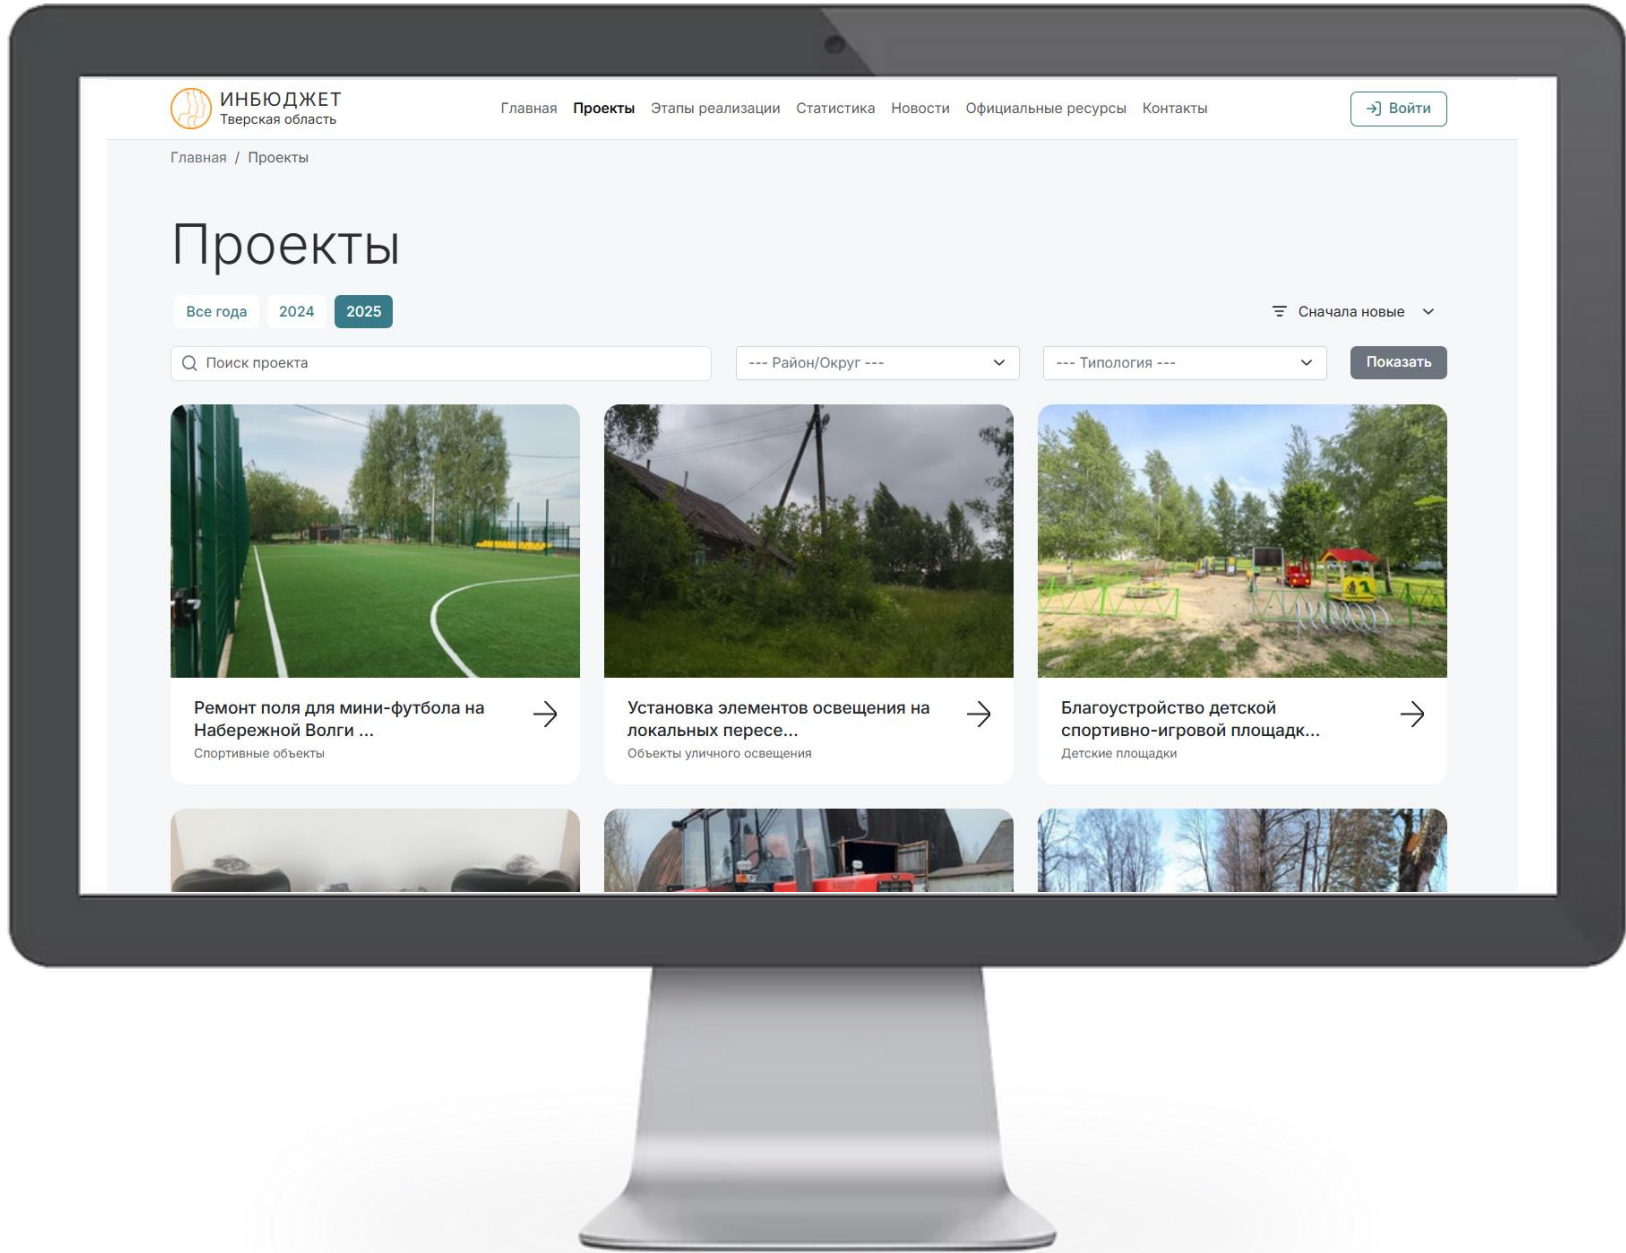 ИНБЮДЖЕТ
Тверская область
Главная Проекты Этапы реализации Статистика Новости Официальные ресурсы Контакты
Войти
Главная / Проекты
Проекты
Все года 2024 2025
Сначала новые
Поиск проекта
--- Район/Округ ---
--- Типология ---
Показать
Ремонт поля для мини-футбола на
Набережной Волги ...
Спортивные объекты
Установка элементов освещения на
локальных пересе...
Объекты уличного освещения
Благоустройство детской
спортивно-игровой площадк...
Детские площадки